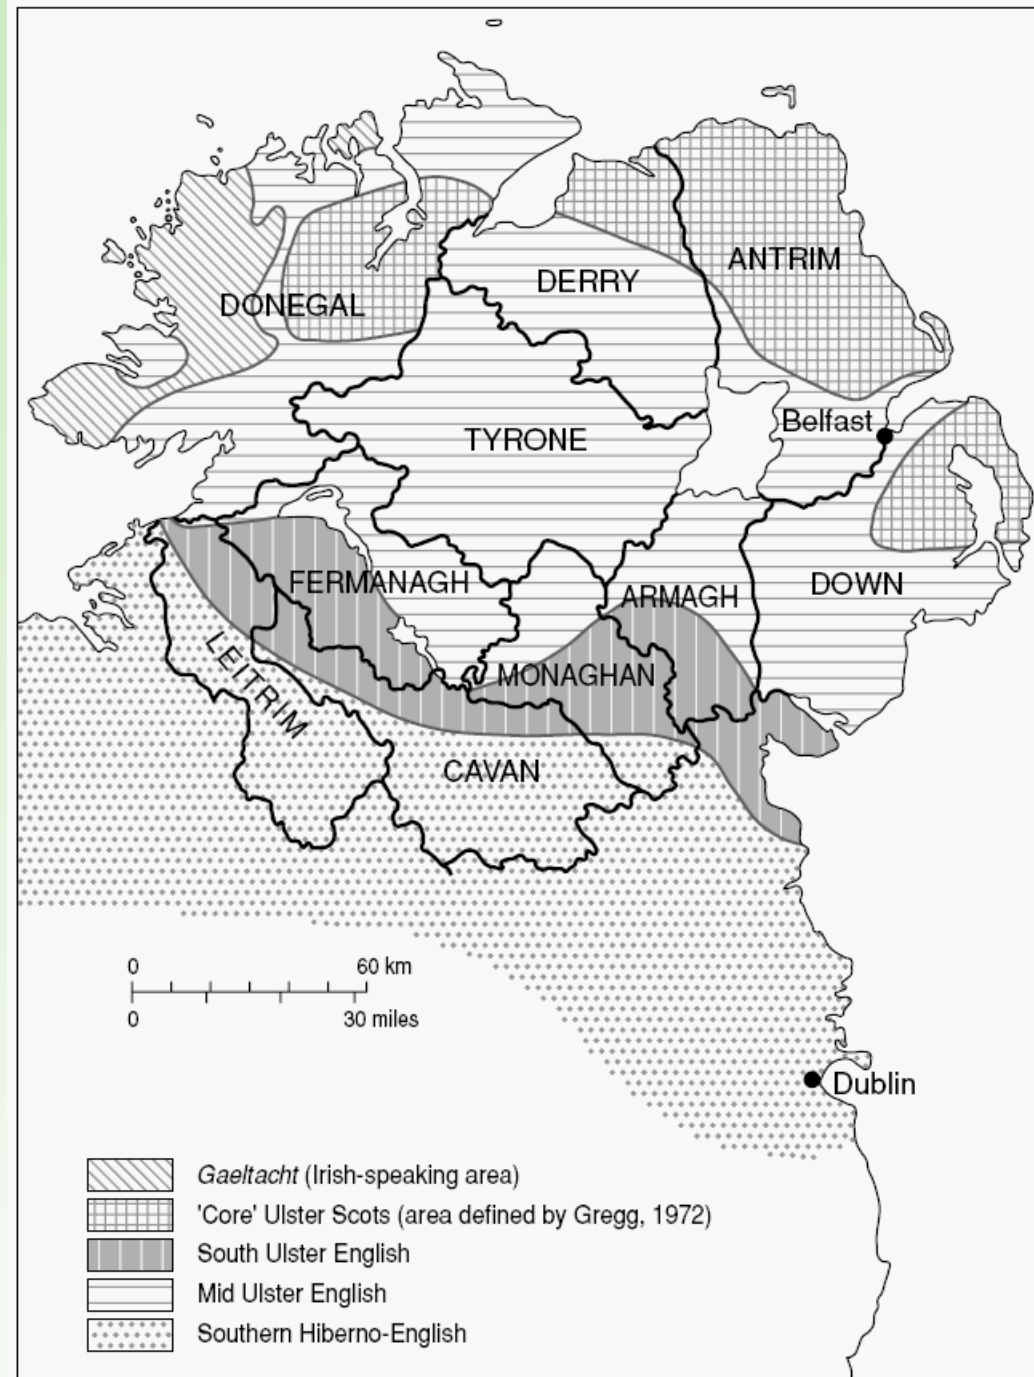 DERRY
ANTRIM
DONEGAL
Belfast
TYRONE
FERMANAGH
ARMAGH
DOWN
LEITRIM
MONAGHAN
CAVAN
0 60 km
0 30 miles
Dublin
Gaeltacht (Irish-speaking area)
'Core' Ulster Scots (area defined by Gregg, 1972)
South Ulster English
Mid Ulster English
Southern Hiberno-English